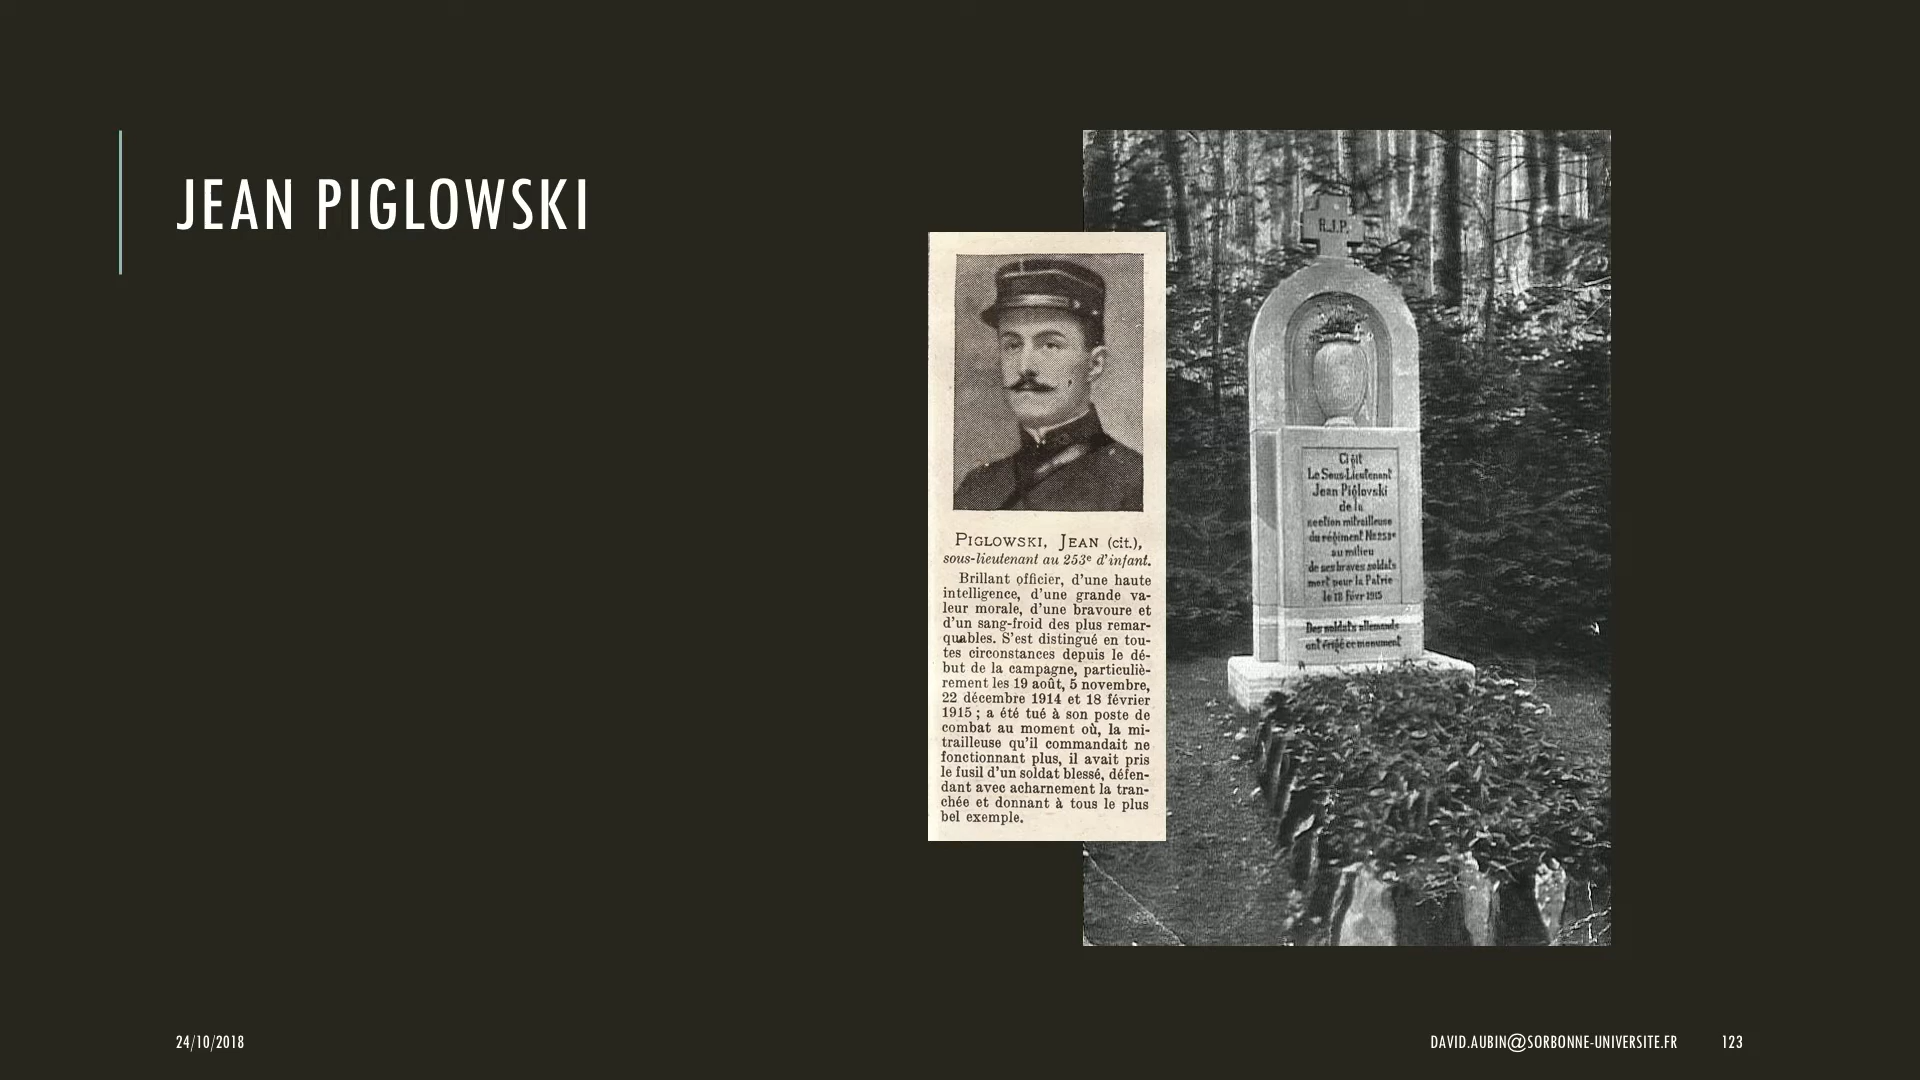 JEAN PIGLOWSKI
PIGLOWSKI, JEAN (cit.),
sous-lieutenant au 253e d'infant.
Brillant officier, d'une haute
intelligence, d'une grande va-
leur morale, d'une bravoure et
d'un sang-froid des plus remar-
quables. S'est distingué en tou-
tes circonstances depuis le dé-
but de la campagne, particuliè-
rement les 19 août, 5 novembre,
22 décembre 1914 et 18 février
1915 ; a été tué à son poste de
combat au moment où, la mi-
trailleuse qu'il commandait ne
fonctionnant plus, il avait pris
le fusil d'un soldat blessé, défen-
dant avec acharnement la tran-
chée et donnant à tous le plus
bel exemple.
R.I.P.
Ci gît
Le Sous-Lieutenant
Jean Piglovski
de la
section mitrailleuse
du régiment No 253e
au milieu
de ses braves soldats
mort pour la Patrie
le 18 Févr 1915
Des soldats allemands
ont érigé ce monument
24/10/2018
DAVID.AUBIN@SORBONNE-UNIVERSITE.FR
123